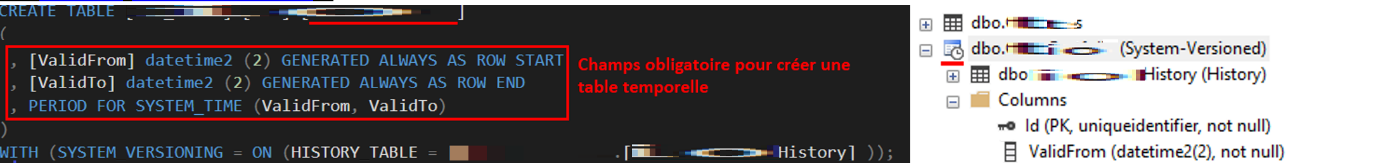 CREATE TABLE [
(
, [ValidFrom] datetime2 (2) GENERATED ALWAYS AS ROW START
, [ValidTo] datetime2 (2) GENERATED ALWAYS AS ROW END
, PERIOD FOR SYSTEM_TIME (ValidFrom, ValidTo)
)
WITH (SYSTEM_VERSIONING = ON (HISTORY_TABLE = .[ History] ));
Champs obligatoire pour créer une
table temporelle
dbo.
dbo. (System-Versioned)
dbo History (History)
Columns
Id (PK, uniqueidentifier, not null)
ValidFrom (datetime2(2), not null)